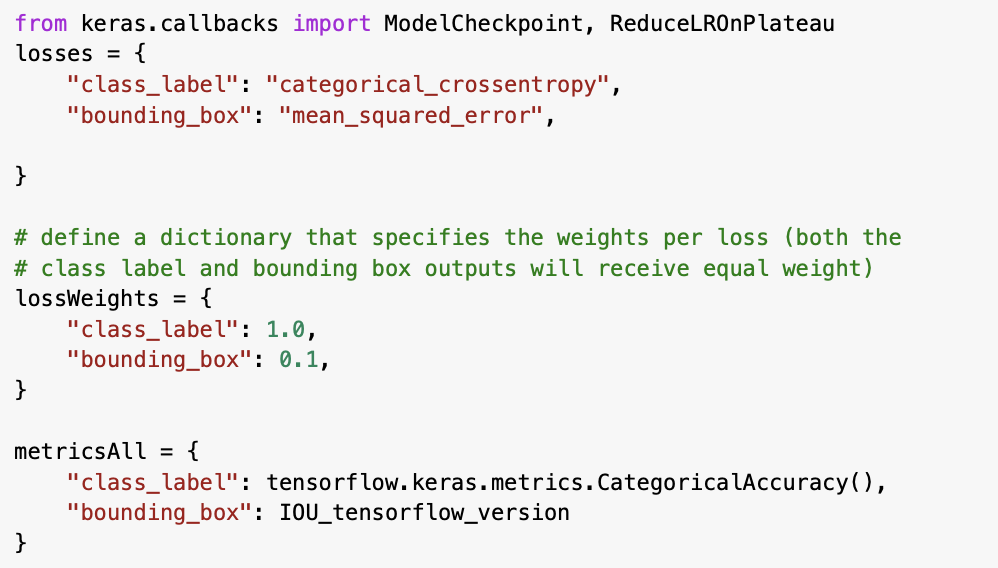 from keras.callbacks import ModelCheckpoint, ReduceLROnPlateau
losses = {
    "class_label": "categorical_crossentropy",
    "bounding_box": "mean_squared_error",
}
# define a dictionary that specifies the weights per loss (both the
# class label and bounding box outputs will receive equal weight)
lossWeights = {
    "class_label": 1.0,
    "bounding_box": 0.1,
}
metricsAll = {
    "class_label": tensorflow.keras.metrics.CategoricalAccuracy(),
    "bounding_box": IOU_tensorflow_version
}